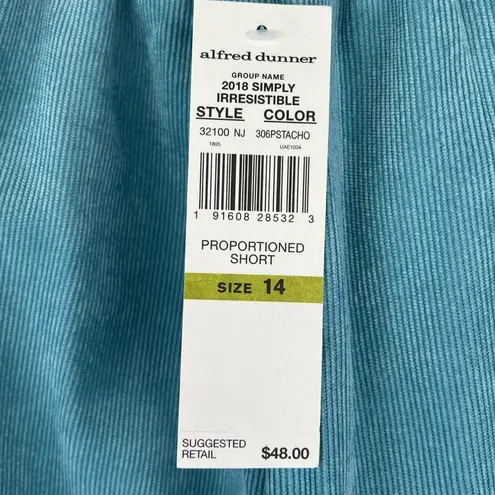 alfred dunner
GROUP NAME
2018 SIMPLY
IRRESISTIBLE
STYLE COLOR
32100 NJ 306PSTACHO
1805 UAE1004
1 91608 28532 3
PROPORTIONED
SHORT
SIZE 14
SUGGESTED
RETAIL $48.00